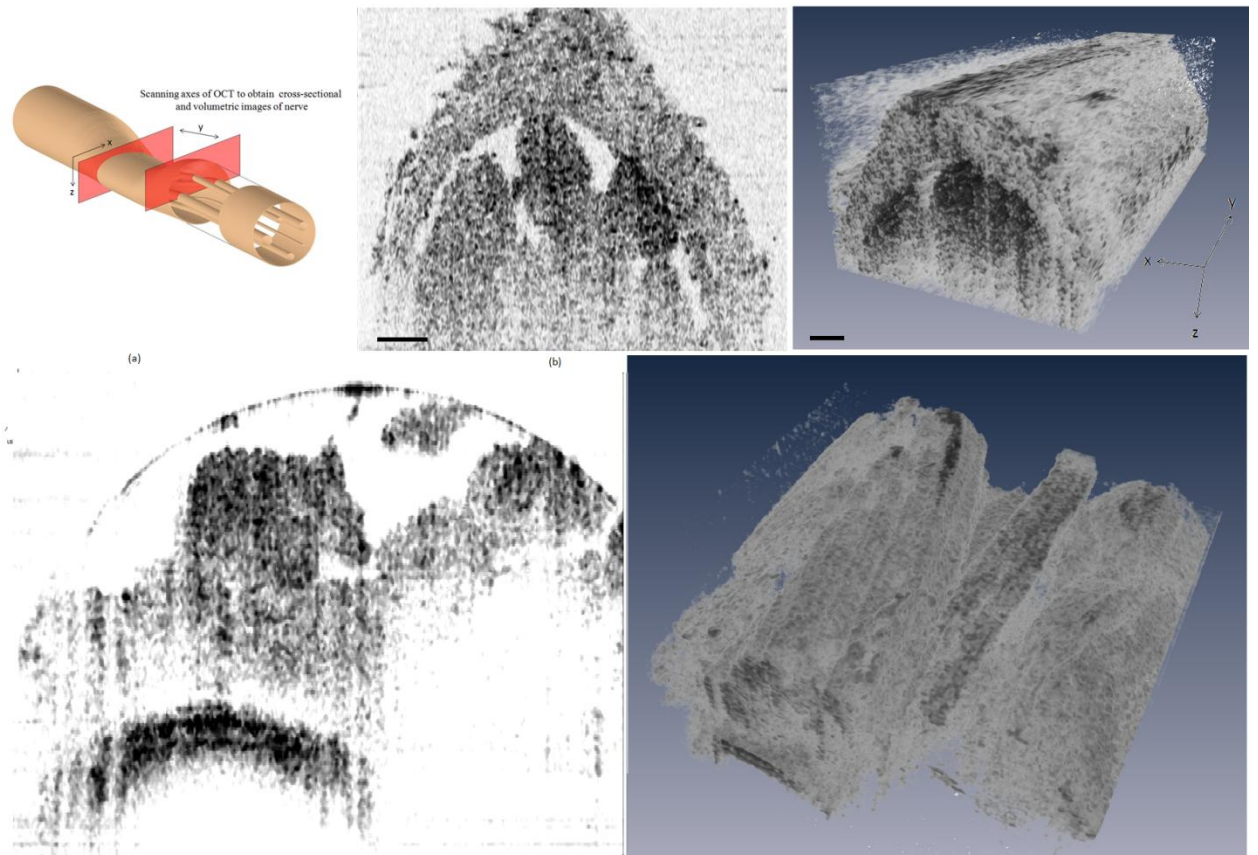 Scanning axes of OCT to obtain cross-sectional
and volumetric images of nerve
y
x
z
y
x
z
(a)
(b)